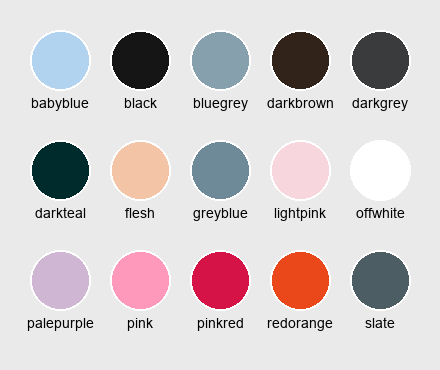 babyblue black bluegrey darkbrown darkgrey
darkteal flesh greyblue lightpink offwhite
palepurple pink pinkred redorange slate